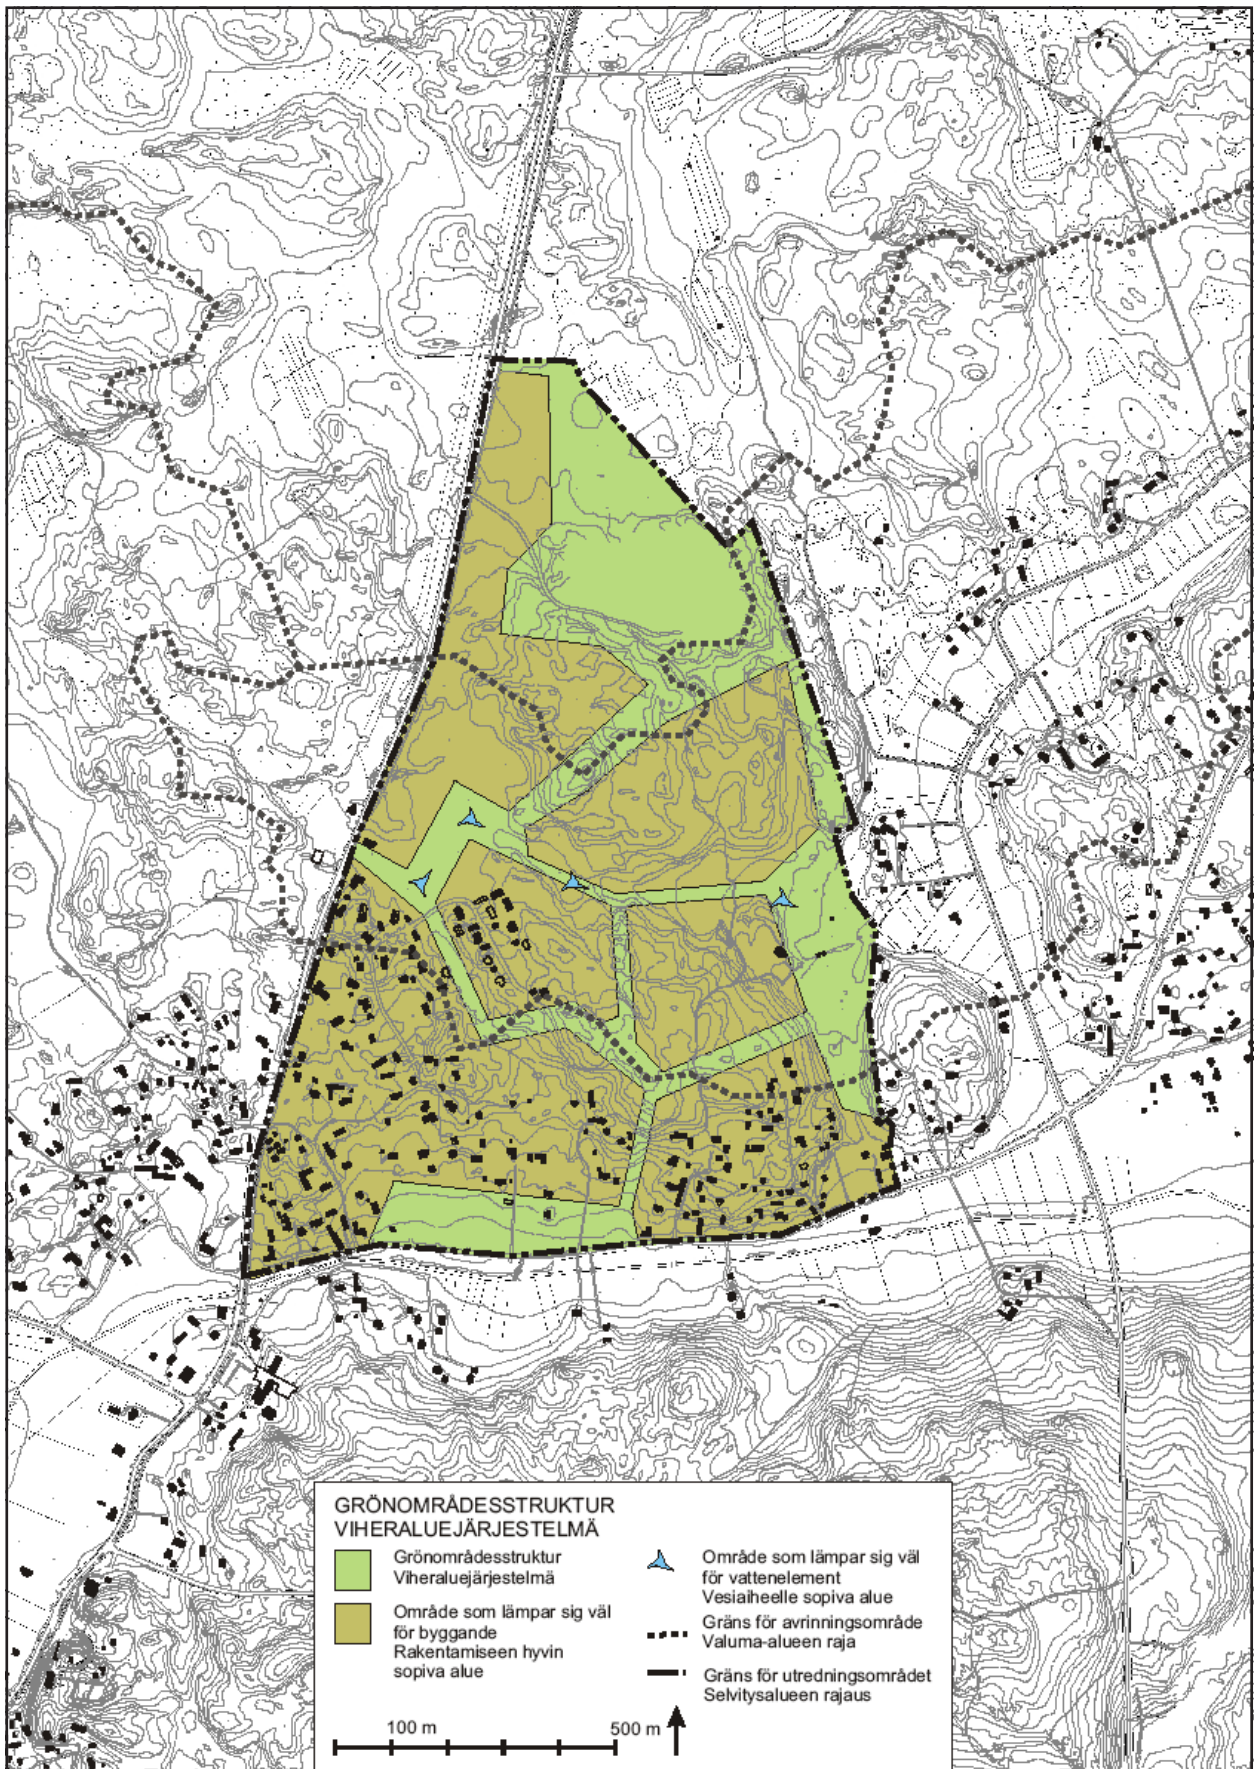 GRÖNOMRÅDESSTRUKTUR
VIHERALUEJÄRJESTELMÄ
Grönområdesstruktur
Viheraluejärjestelmä
Område som lämpar sig väl
för byggande
Rakentamiseen hyvin
sopiva alue
Område som lämpar sig väl
för vattenelement
Vesiaiheelle sopiva alue
Gräns för avrinningsområde
Valuma-alueen raja
Gräns för utredningsområdet
Selvitysalueen rajaus
100 m
500 m